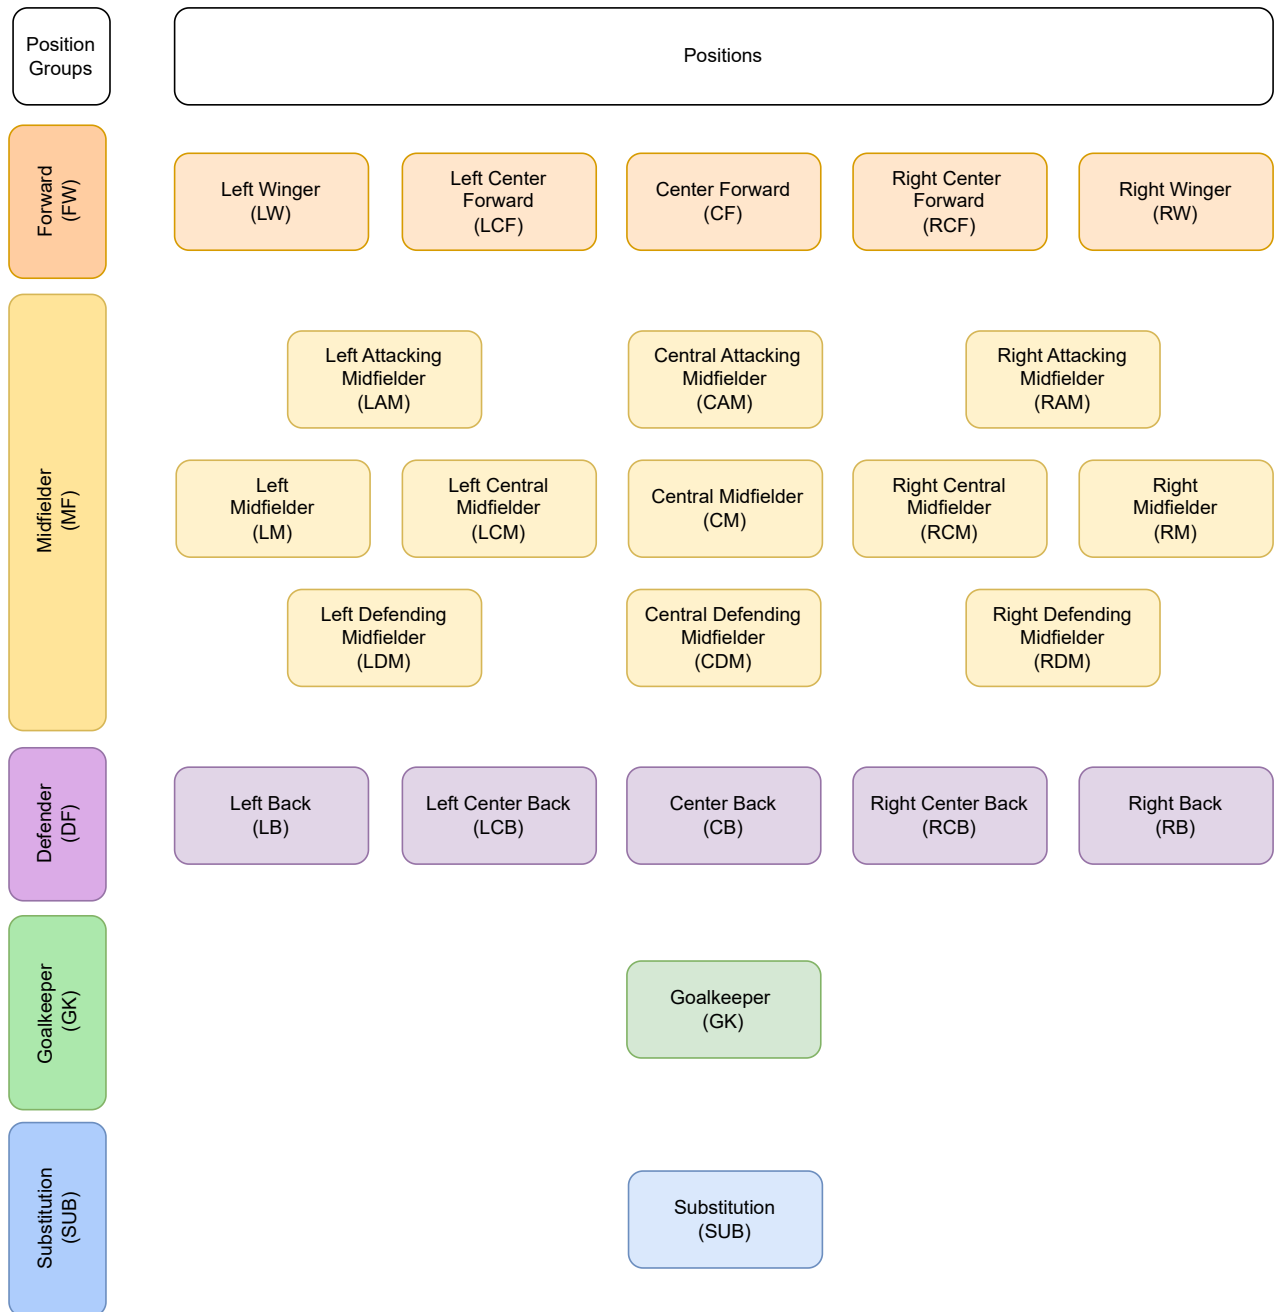 Position
Groups
Positions
Forward
(FW)
Left Winger
(LW)
Left Center
Forward
(LCF)
Center Forward
(CF)
Right Center
Forward
(RCF)
Right Winger
(RW)
Midfielder
(MF)
Left Attacking
Midfielder
(LAM)
Central Attacking
Midfielder
(CAM)
Right Attacking
Midfielder
(RAM)
Left
Midfielder
(LM)
Left Central
Midfielder
(LCM)
Central Midfielder
(CM)
Right Central
Midfielder
(RCM)
Right
Midfielder
(RM)
Left Defending
Midfielder
(LDM)
Central Defending
Midfielder
(CDM)
Right Defending
Midfielder
(RDM)
Defender
(DF)
Left Back
(LB)
Left Center Back
(LCB)
Center Back
(CB)
Right Center Back
(RCB)
Right Back
(RB)
Goalkeeper
(GK)
Goalkeeper
(GK)
Substitution
(SUB)
Substitution
(SUB)